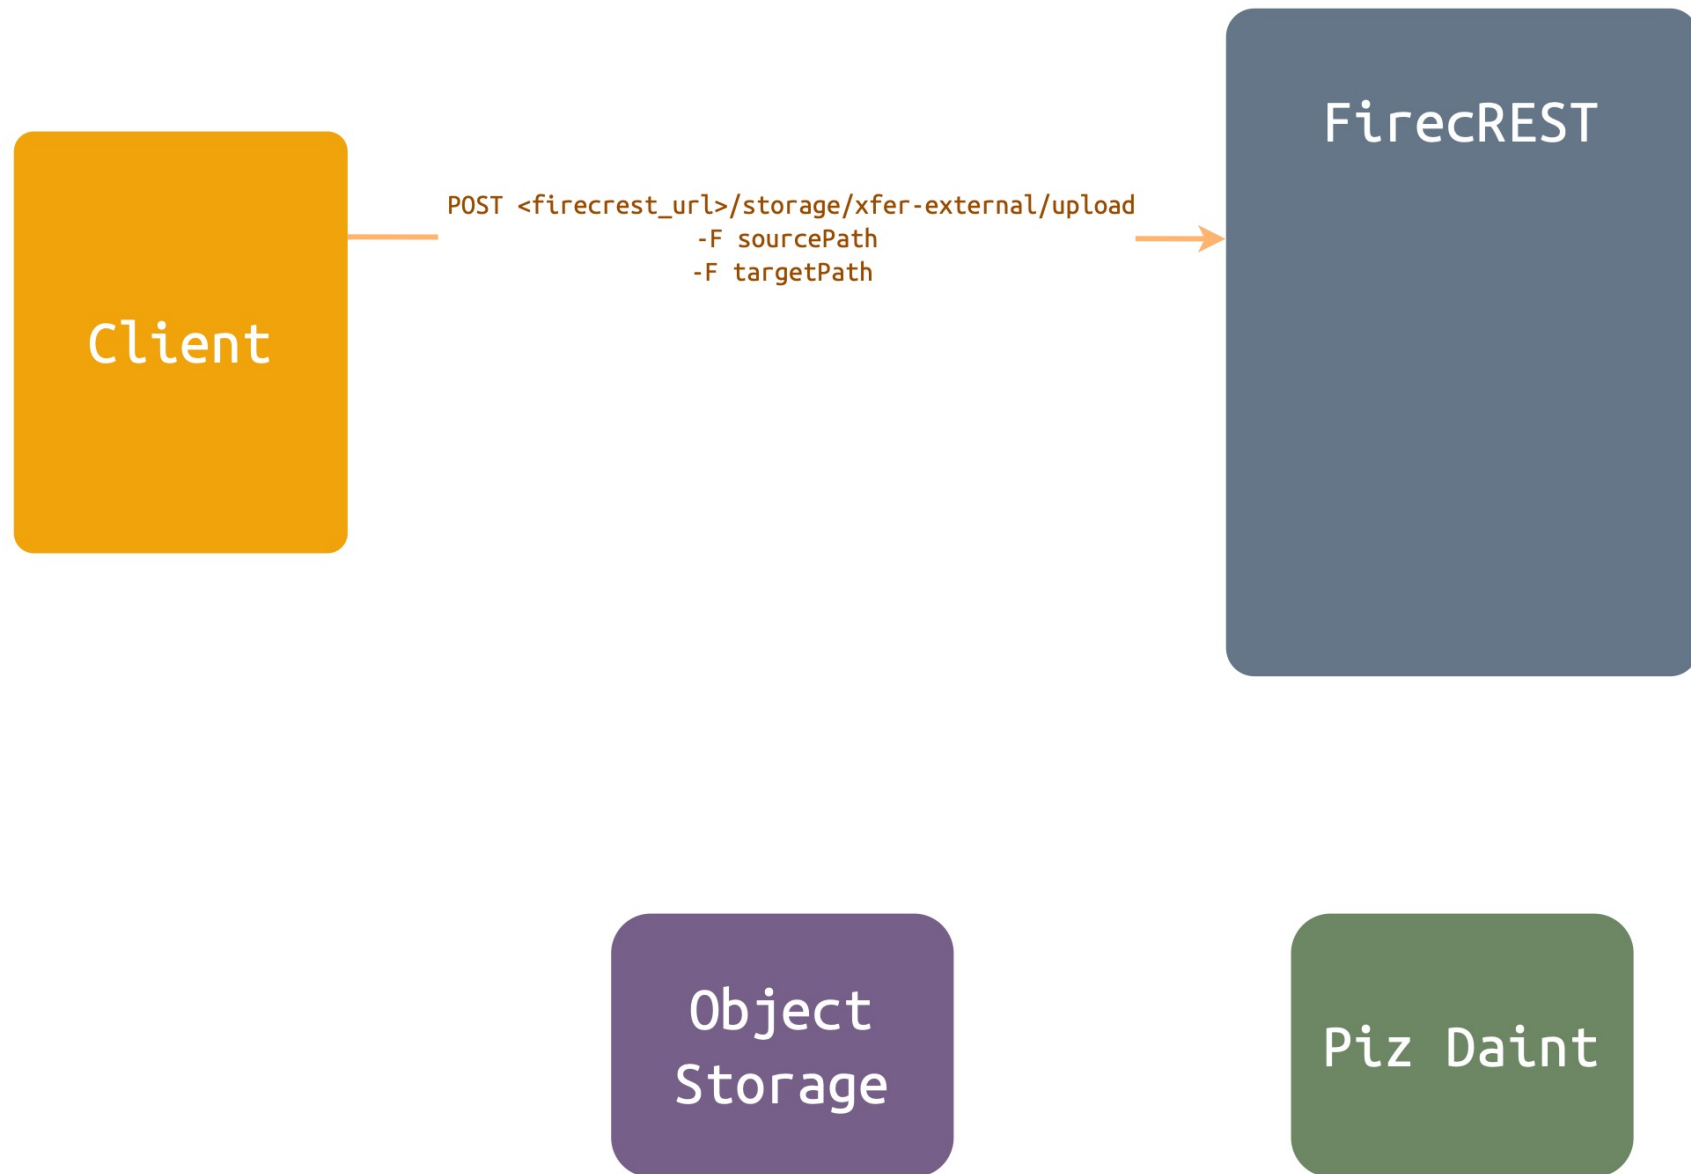 FirecREST
POST <firecrest_url>/storage/xfer-external/upload
-F sourcePath
-F targetPath
Client
Object
Storage
Piz Daint